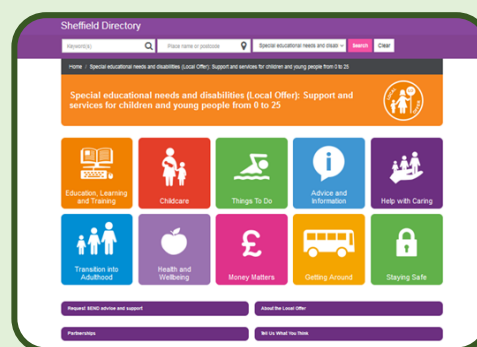 Sheffield Directory
Keyword(s)
Place name or postcode
Special educational needs and disabi
Search
Clear
Home / Special educational needs and disabilities (Local Offer): Support and services for children and young people from 0 to 25
Special educational needs and disabilities (Local Offer): Support and
services for children and young people from 0 to 25
Education, Learning
and Training
Childcare
Things To Do
Advice and
Information
Help with Caring
Transition into
Adulthood
Health and
Wellbeing
£
Money Matters
Getting Around
Staying Safe
Request SEND advice and support
About the Local Offer
Partnerships
Tell Us What You Think